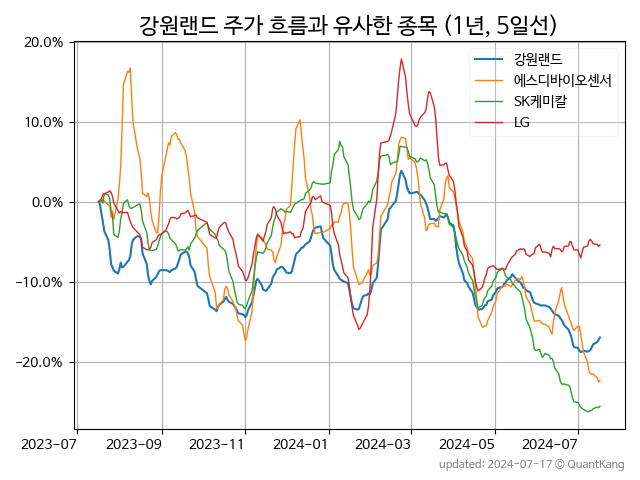 강원랜드 주가 흐름과 유사한 종목 (1년, 5일선)
20.0%
10.0%
0.0%
−10.0%
−20.0%
강원랜드
에스디바이오센서
SK케미칼
LG
2023-07 2023-09 2023-11 2024-01 2024-03 2024-05 2024-07
updated: 2024-07-17 © QuantKang